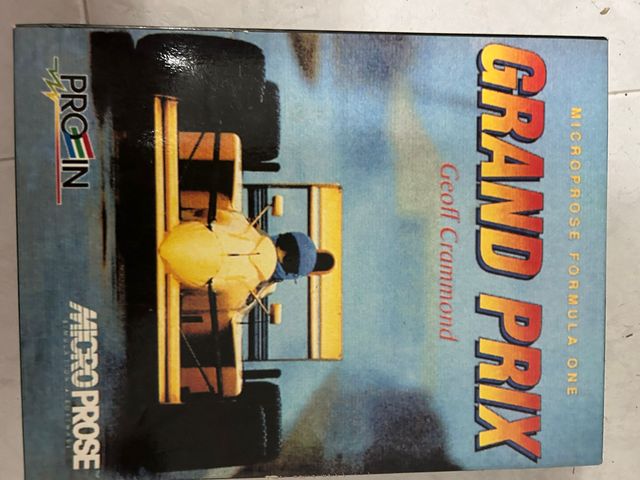 MICROPROSE FORMULA ONE
GRAND PRIX
Geoff Crammond
PROEIN
MICROPROSE